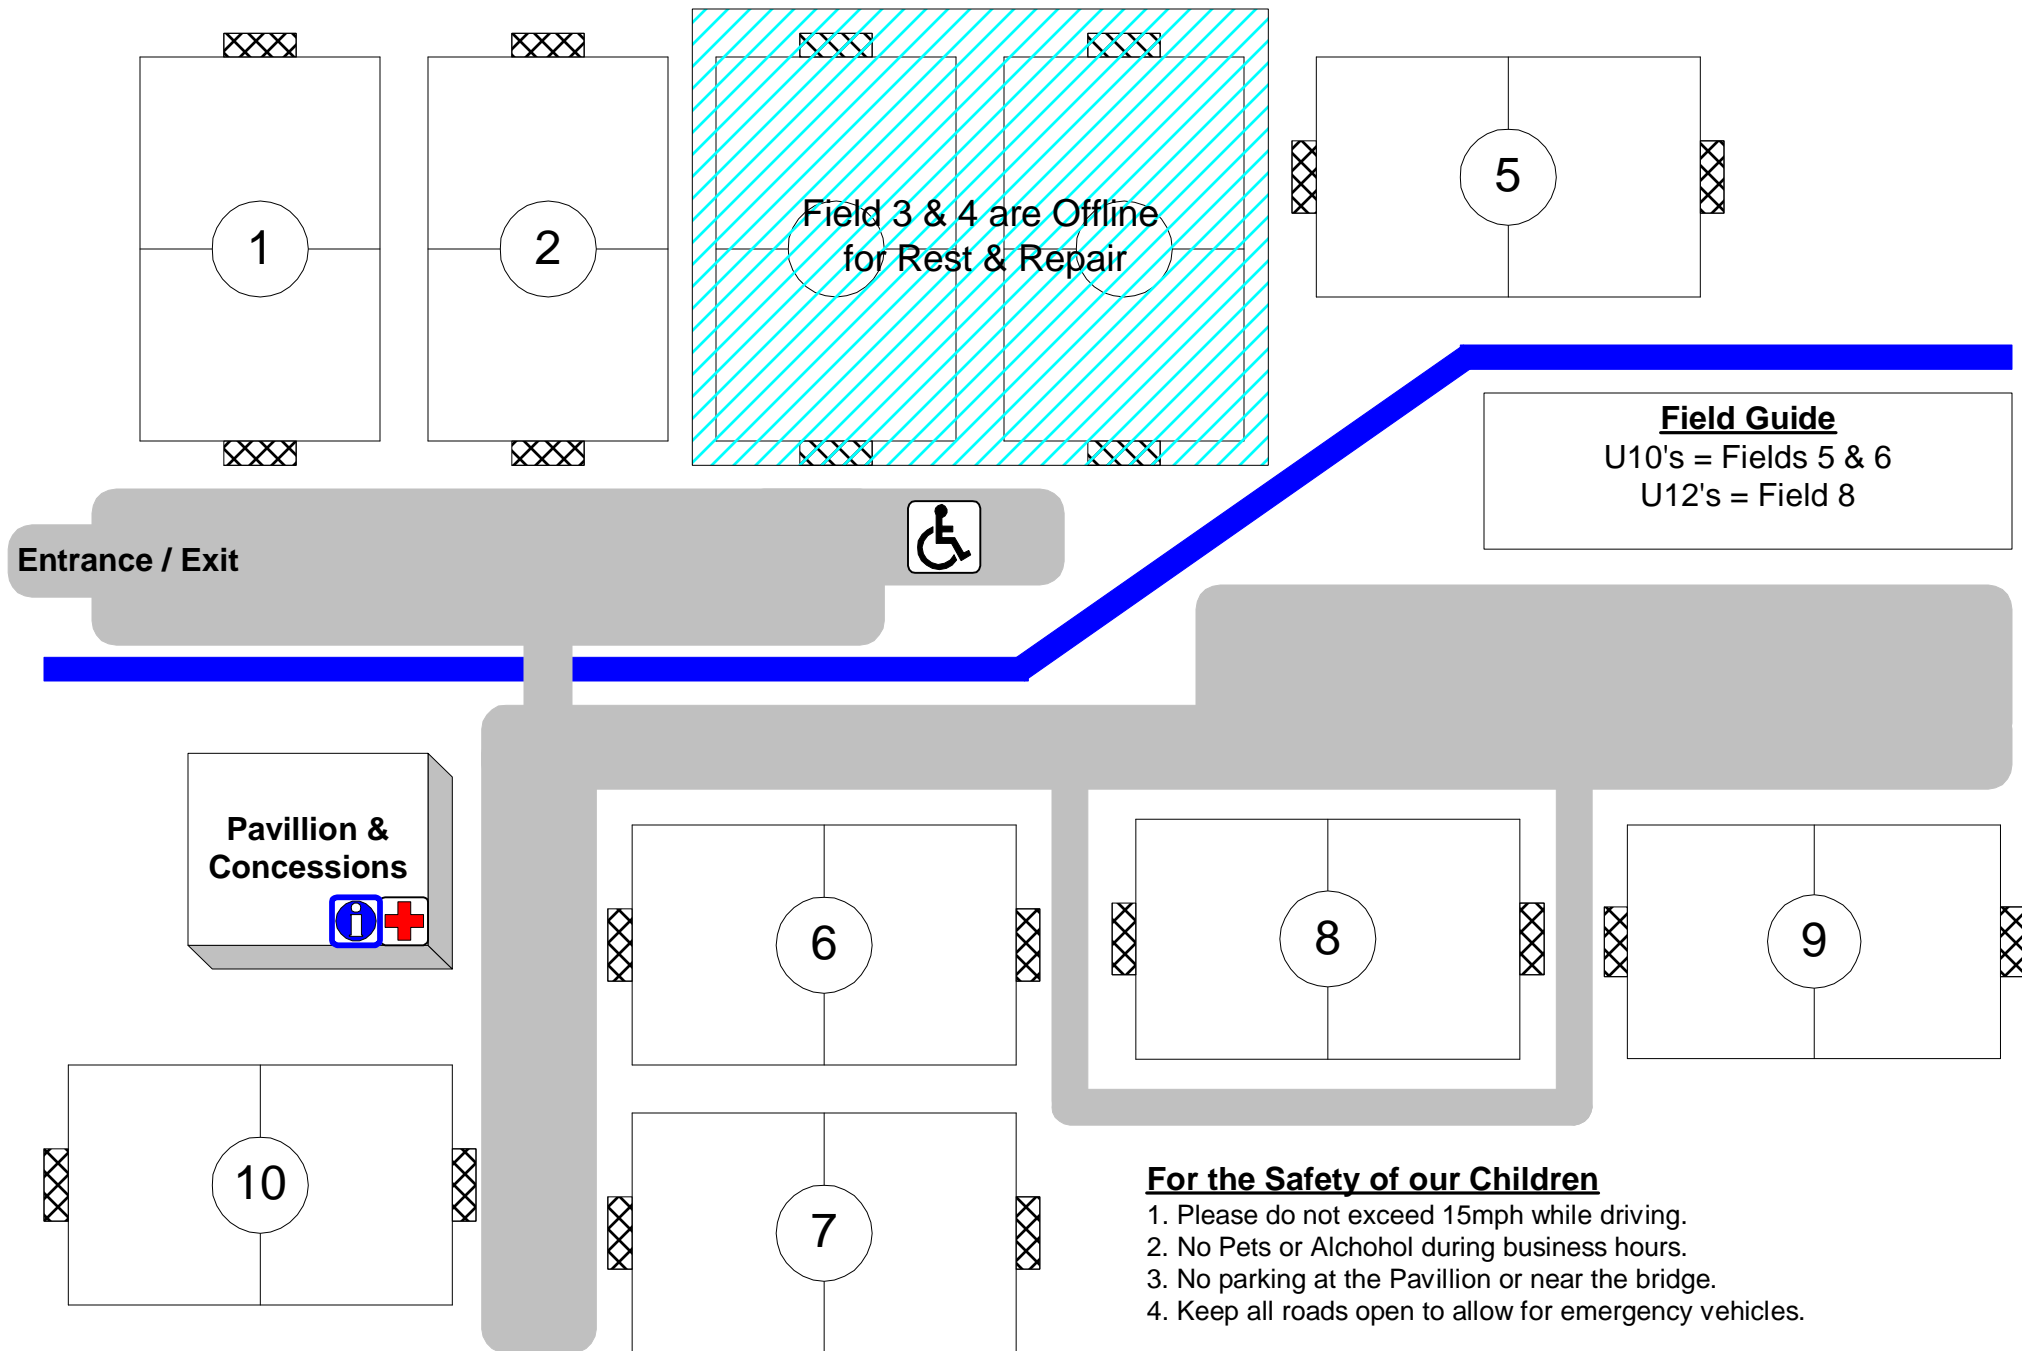 1
2
Field 3 & 4 are Offline
for Rest & Repair
5
Field Guide
U10's = Fields 5 & 6
U12's = Field 8
Entrance / Exit
Pavillion &
Concessions
i
6
8
9
10
7
For the Safety of our Children
1. Please do not exceed 15mph while driving.
2. No Pets or Alchohol during business hours.
3. No parking at the Pavillion or near the bridge.
4. Keep all roads open to allow for emergency vehicles.